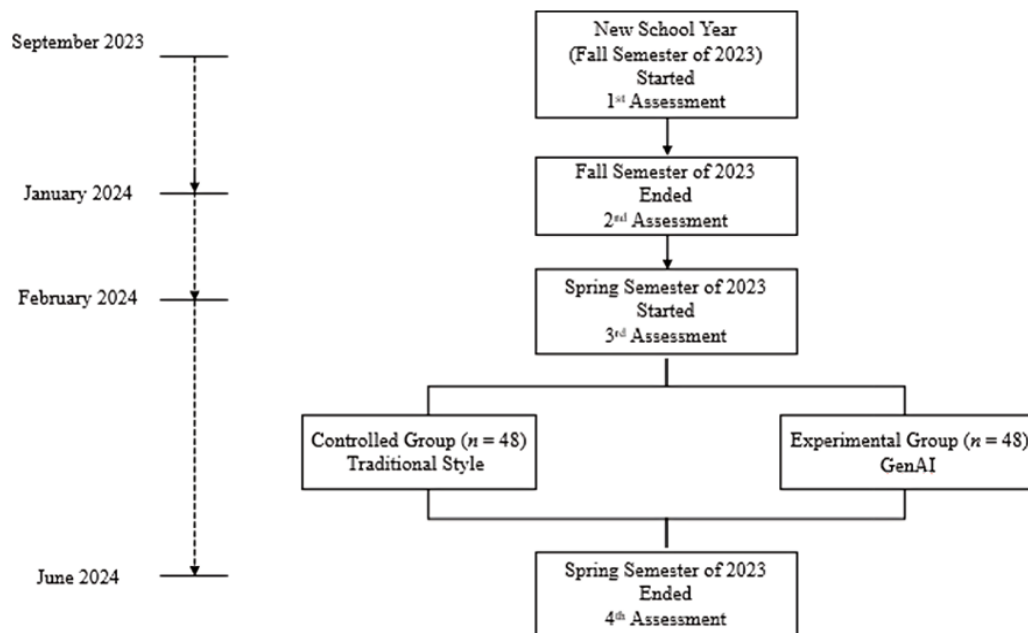 September 2023
New School Year
(Fall Semester of 2023)
Started
1st Assessment
January 2024
Fall Semester of 2023
Ended
2nd Assessment
February 2024
Spring Semester of 2023
Started
3rd Assessment
Controlled Group (n = 48)
Traditional Style
Experimental Group (n = 48)
GenAI
June 2024
Spring Semester of 2023
Ended
4th Assessment